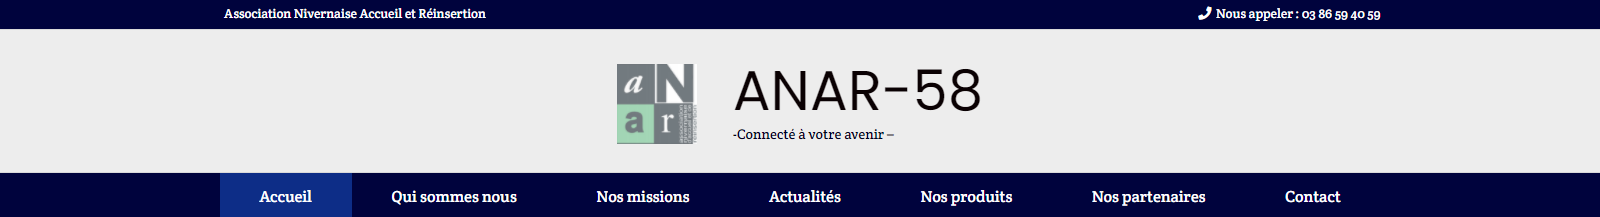 Association Nivernaise Accueil et Réinsertion
Nous appeler : 03 86 59 40 59
a N
a r
ANAR-58
-Connecté à votre avenir –
Accueil Qui sommes nous Nos missions Actualités Nos produits Nos partenaires Contact